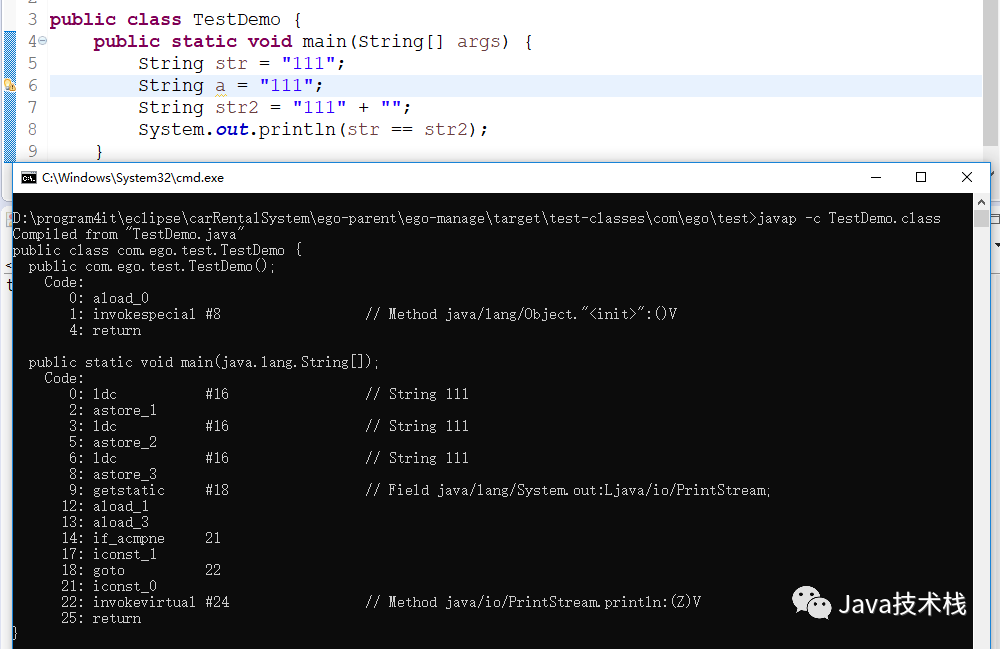 3 public class TestDemo {
4 public static void main(String[] args) {
5 String str = "111";
6 String a = "111";
7 String str2 = "111" + "";
8 System.out.println(str == str2);
9 }
C:\Windows\System32\cmd.exe
D:\program4it\eclipse\carRentalSystem\ego-parent\ego-manage\target\test-classes\com\ego\test>javap -c TestDemo.class
Compiled from "TestDemo.java"
public class com.ego.test.TestDemo {
public com.ego.test.TestDemo();
Code:
0: aload_0
1: invokespecial #8 // Method java/lang/Object."<init>":()V
4: return
public static void main(java.lang.String[]);
Code:
0: ldc #16 // String 111
2: astore_1
3: ldc #16 // String 111
5: astore_2
6: ldc #16 // String 111
8: astore_3
9: getstatic #18 // Field java/lang/System.out:Ljava/io/PrintStream;
12: aload_1
13: aload_3
14: if_acmpne 21
17: iconst_1
18: goto 22
21: iconst_0
22: invokevirtual #24 // Method java/io/PrintStream.println:(Z)V
25: return
}
Java技术栈